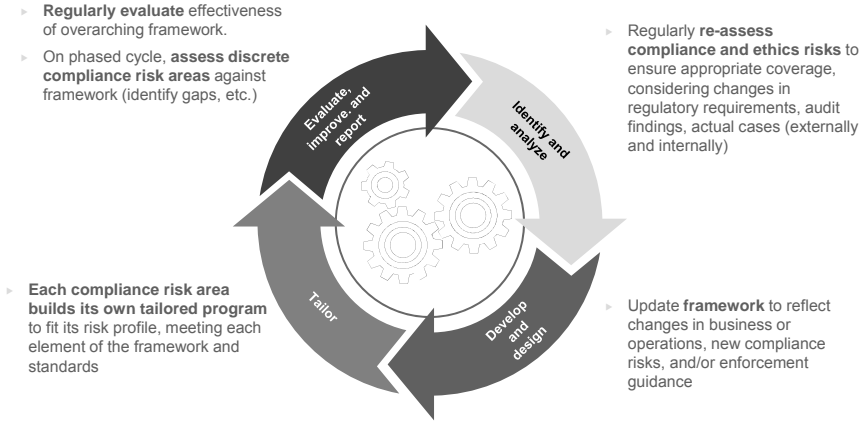 Regularly evaluate effectiveness
of overarching framework.
On phased cycle, assess discrete
compliance risk areas against
framework (identify gaps, etc.)
Regularly re-assess
compliance and ethics risks to
ensure appropriate coverage,
considering changes in
regulatory requirements, audit
findings, actual cases (externally
and internally)
Evaluate,
improve. and
report
Identify and
analyze
Tailor
Develop
and
design
Each compliance risk area
builds its own tailored program
to fit its risk profile, meeting each
element of the framework and
standards
Update framework to reflect
changes in business or
operations, new compliance
risks, and/or enforcement
guidance